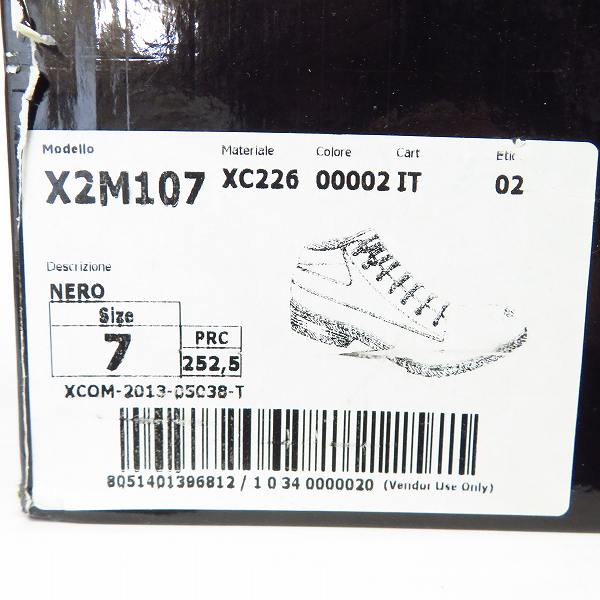 Modello Materiale Colore Cart Etic
X2M107 XC226 00002 IT 02
Descrizione
NERO
Size
7 PRC
252,5
XCOM-2013-05038-T
8051401396812 / 1 0 34 0000020 (Vendor Use Only)